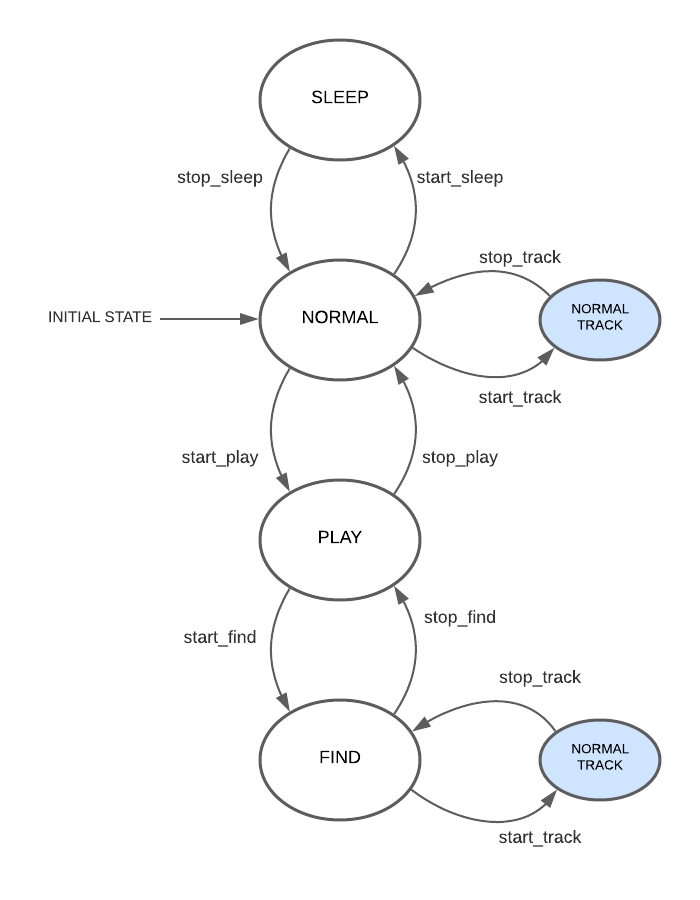 SLEEP
stop_sleep
start_sleep
stop_track
INITIAL STATE
NORMAL
NORMAL
TRACK
start_track
start_play
stop_play
PLAY
start_find
stop_find
stop_track
FIND
NORMAL
TRACK
start_track